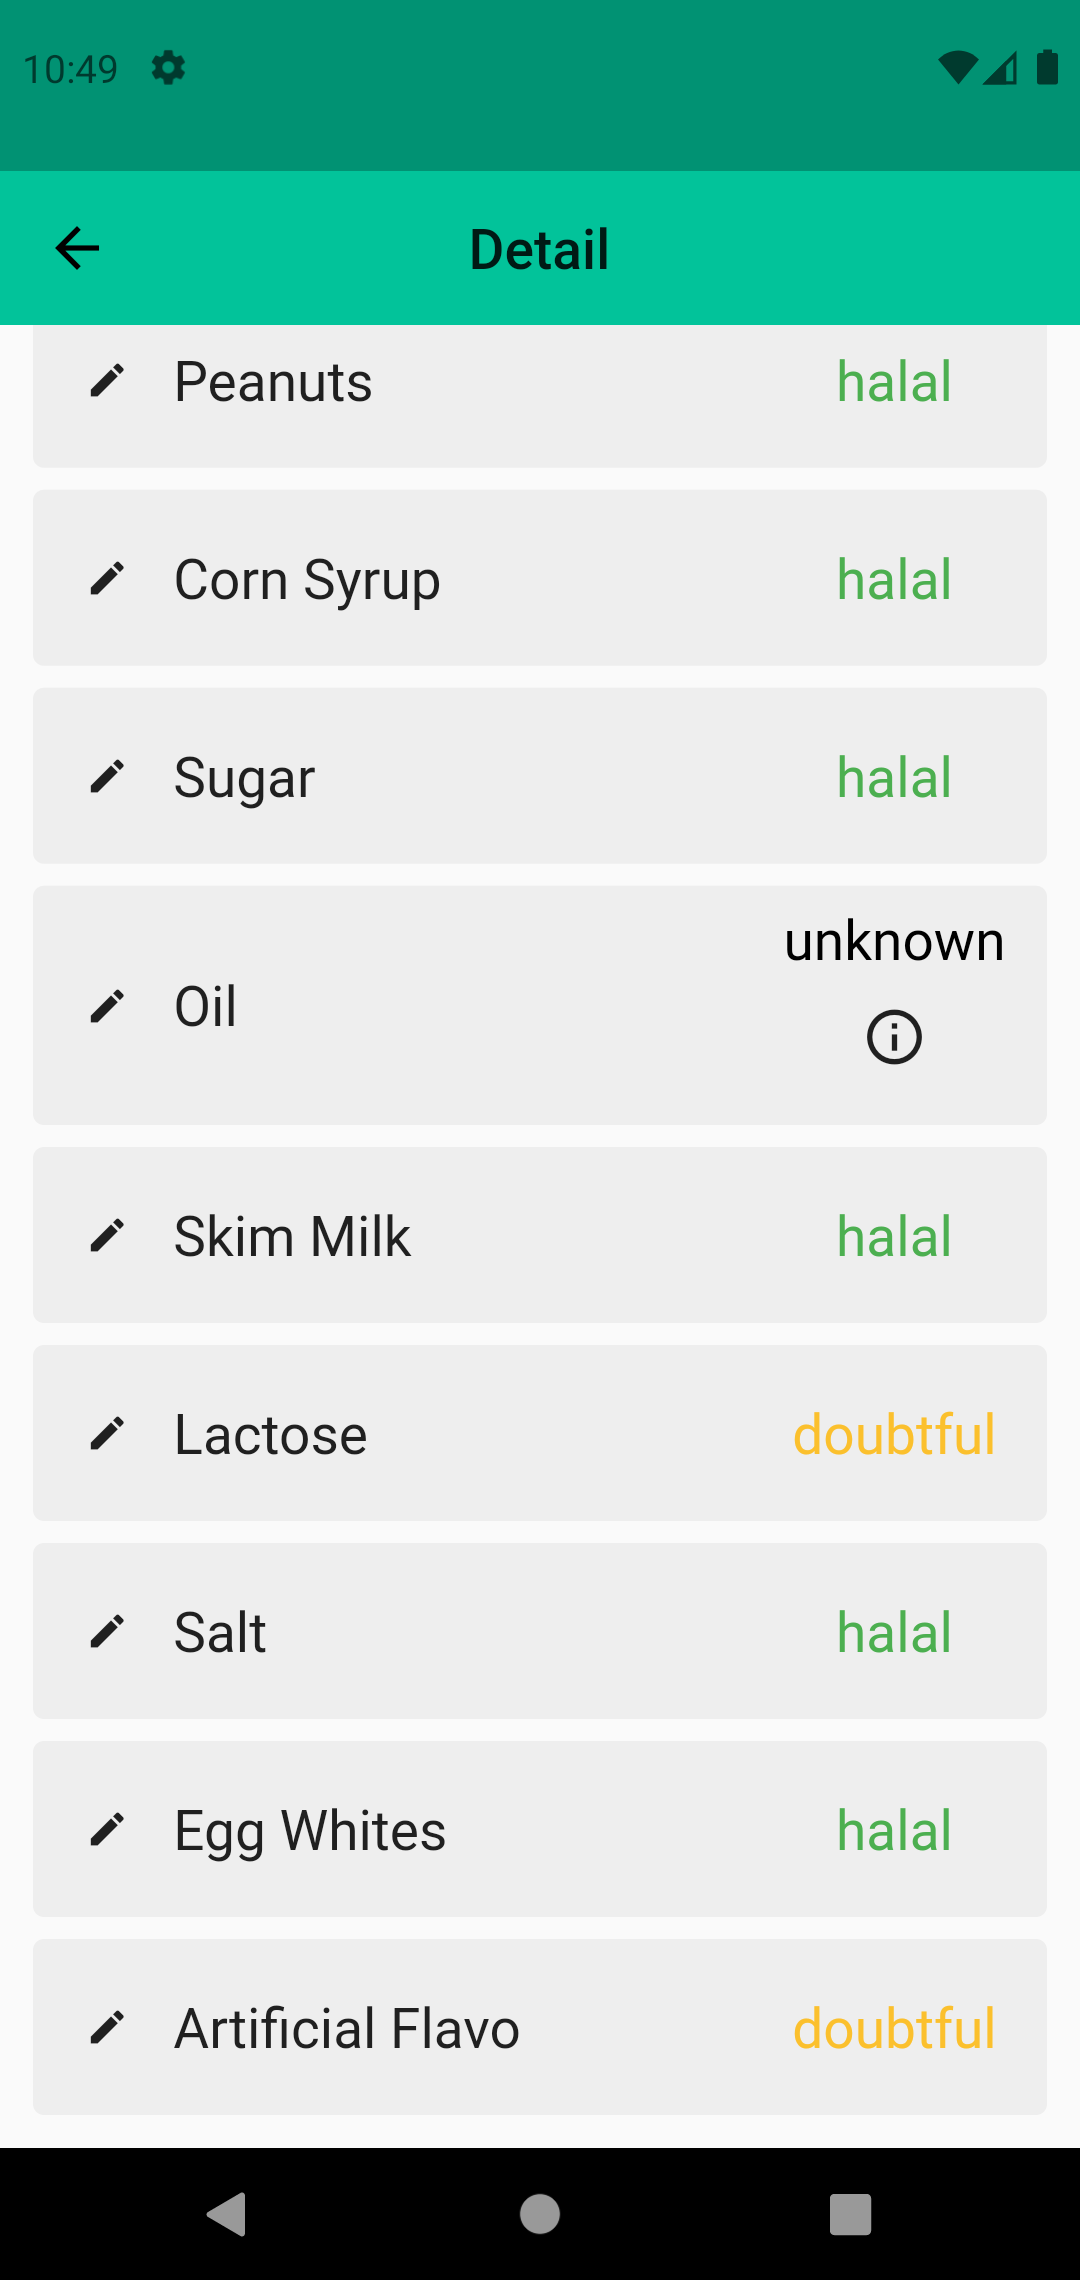 10:49
Detail
Peanuts halal
Corn Syrup halal
Sugar halal
Oil unknown
Skim Milk halal
Lactose doubtful
Salt halal
Egg Whites halal
Artificial Flavo doubtful